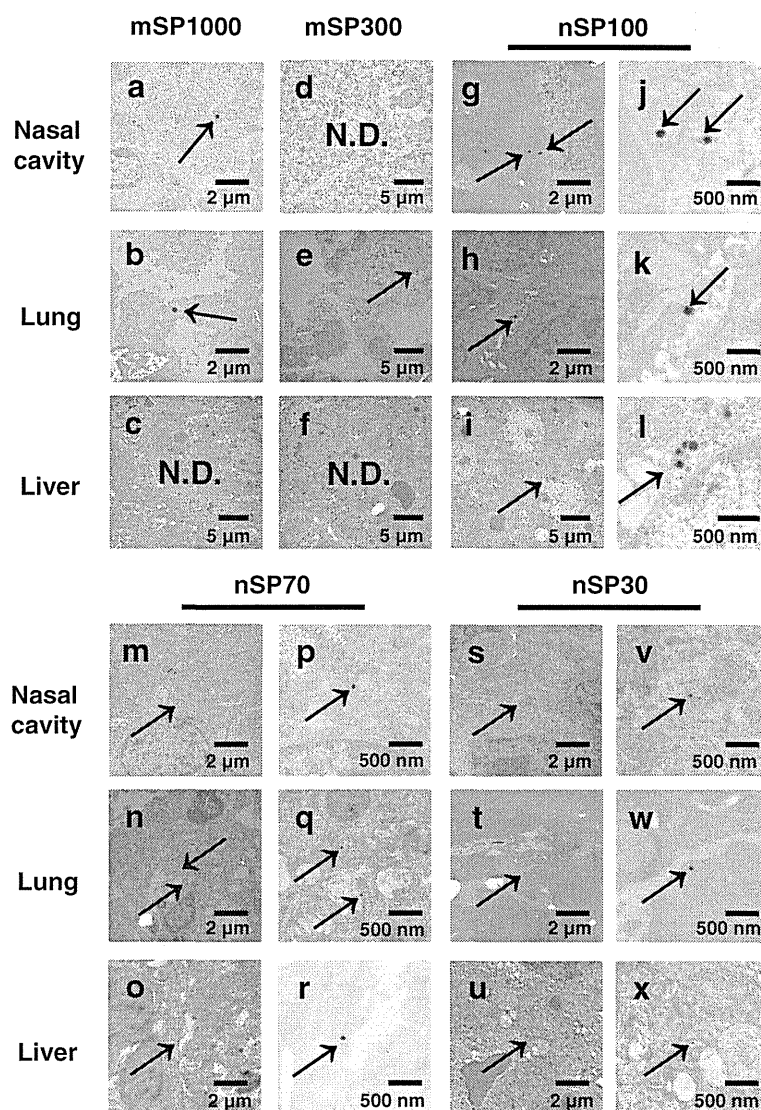 mSP1000 mSP300 nSP100
a d g j
Nasal cavity N.D.
2 µm 5 µm 2 µm 500 nm
b e h k
Lung
2 µm 5 µm 2 µm 500 nm
c f i l
Liver N.D. N.D.
5 µm 5 µm 5 µm 500 nm
nSP70 nSP30
m p s v
Nasal cavity
2 µm 500 nm 2 µm 500 nm
n q t w
Lung
2 µm 500 nm 2 µm 500 nm
o r u x
Liver
2 µm 500 nm 2 µm 500 nm